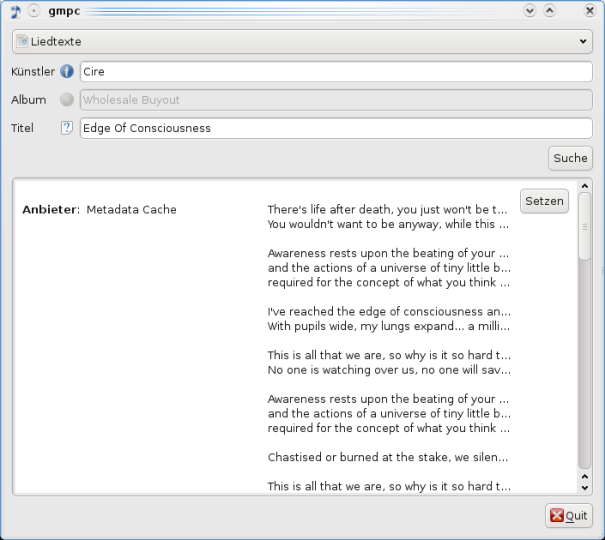 gmpc
Liedtexte
Künstler Cire
Album Wholesale Buyout
Titel Edge Of Consciousness
Suche
Anbieter: Metadata Cache
Setzen
There's life after death, you just won't be t...
You wouldn't want to be anyway, while this ...
Awareness rests upon the beating of your ...
and the actions of a universe of tiny little b...
required for the concept of what you think ...
I've reached the edge of consciousness an...
With pupils wide, my lungs expand... a milli...
This is all that we are, so why is it so hard t...
No one is watching over us, no one will sav...
Awareness rests upon the beating of your ...
and the actions of a universe of tiny little b...
required for the concept of what you think ...
Chastised or burned at the stake, we silen...
This is all that we are, so why is it so hard t...
Quit